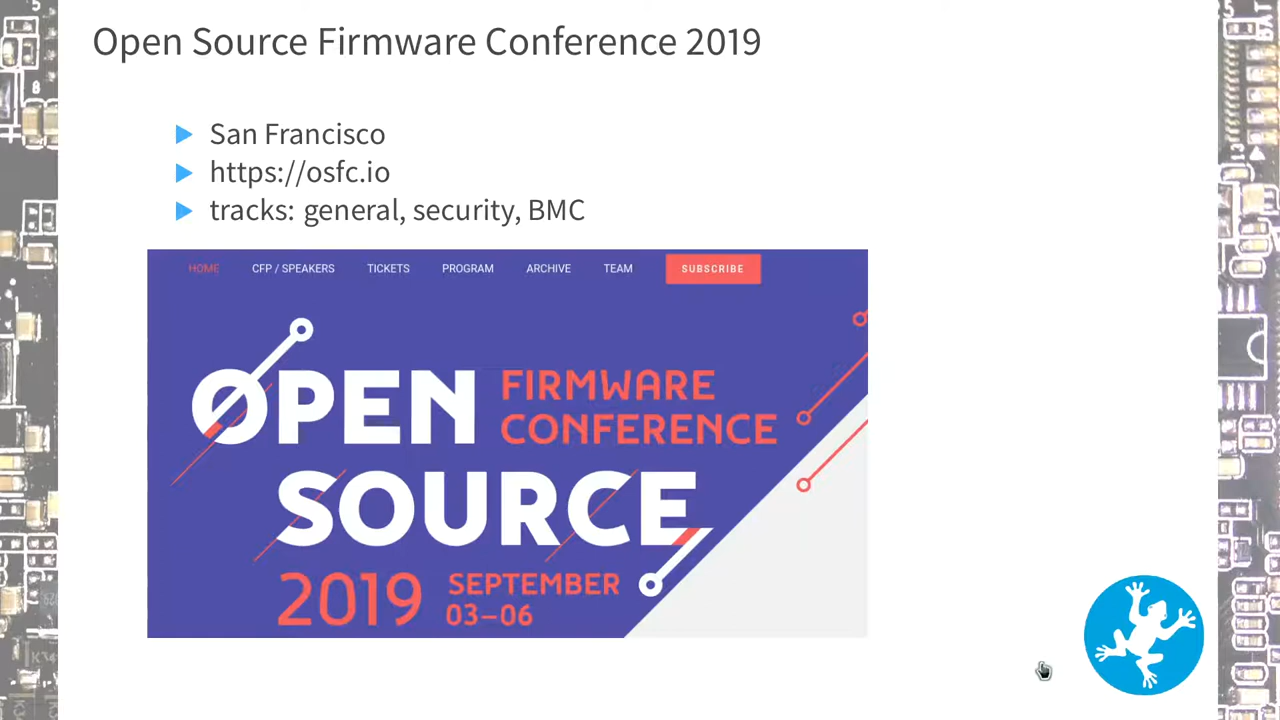 Open Source Firmware Conference 2019
San Francisco
https://osfc.io
tracks: general, security, BMC
HOME CFP / SPEAKERS TICKETS PROGRAM ARCHIVE TEAM SUBSCRIBE
OPEN FIRMWARE
CONFERENCE
SOURCE
2019 SEPTEMBER
03–06